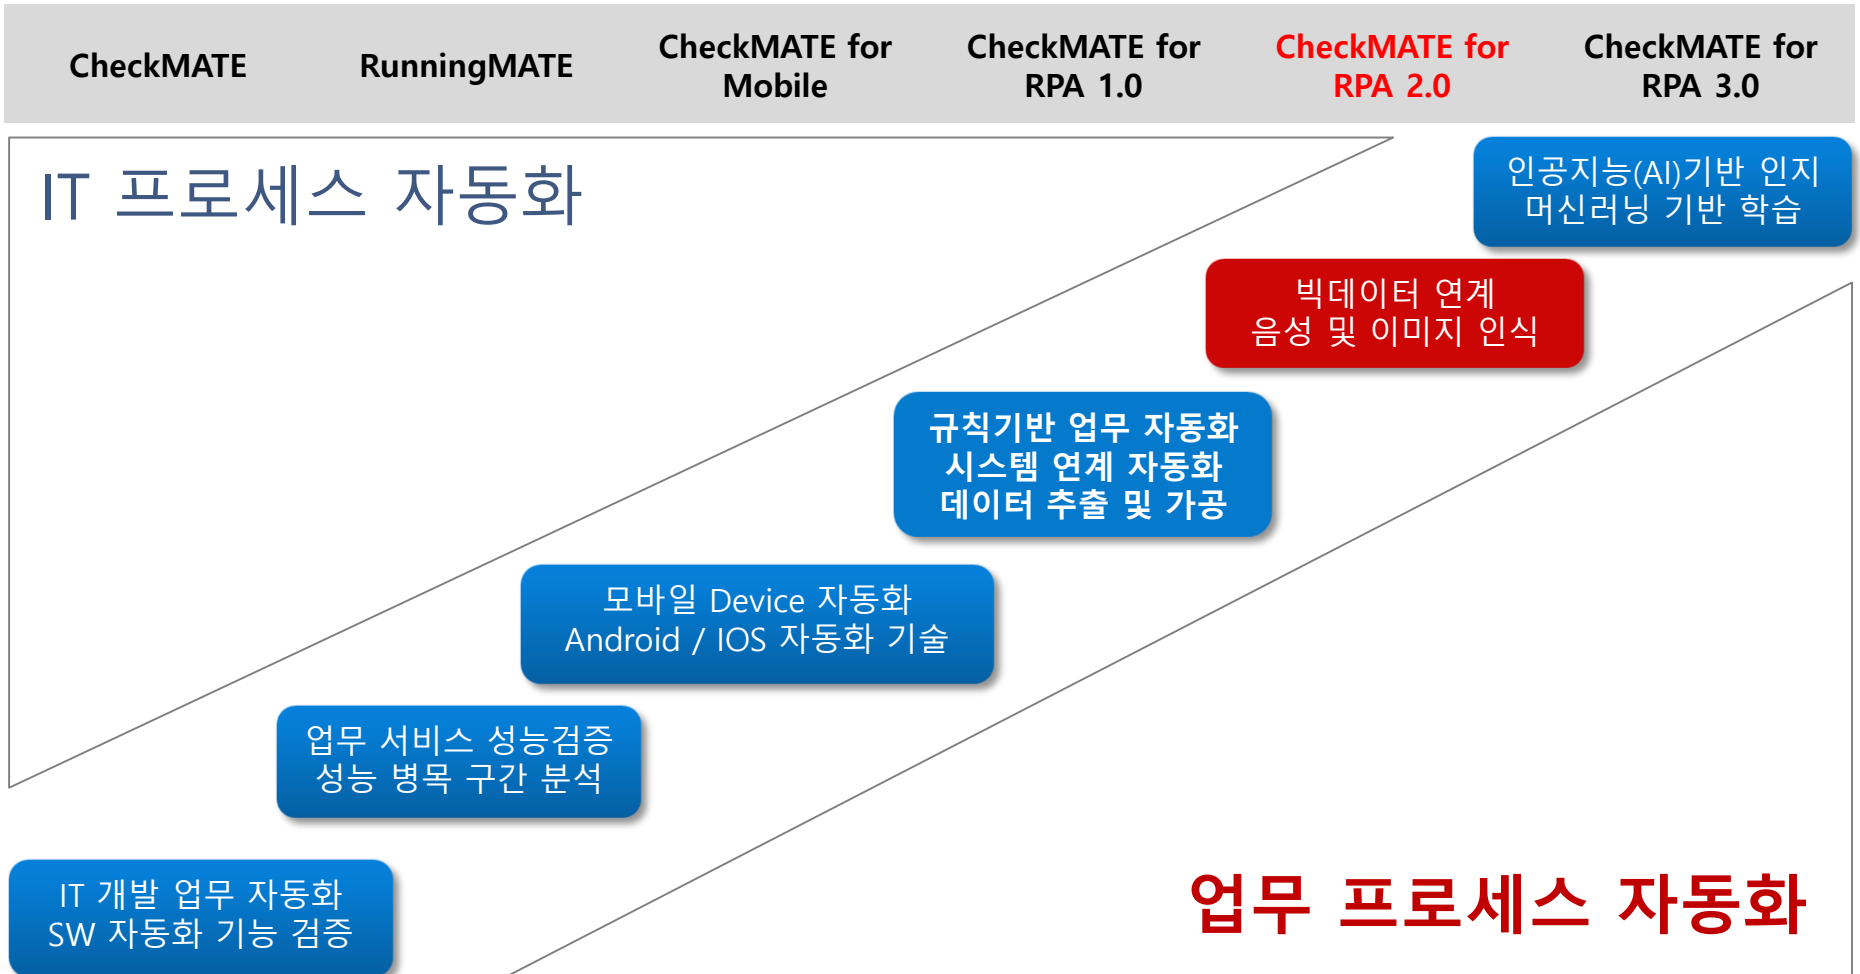 CheckMATE
RunningMATE
CheckMATE for
Mobile
CheckMATE for
RPA 1.0
CheckMATE for
RPA 2.0
CheckMATE for
RPA 3.0
IT 프로세스 자동화
인공지능(AI)기반 인지
머신러닝 기반 학습
빅데이터 연계
음성 및 이미지 인식
규칙기반 업무 자동화
시스템 연계 자동화
데이터 추출 및 가공
모바일 Device 자동화
Android / IOS 자동화 기술
업무 서비스 성능검증
성능 병목 구간 분석
IT 개발 업무 자동화
SW 자동화 기능 검증
업무 프로세스 자동화